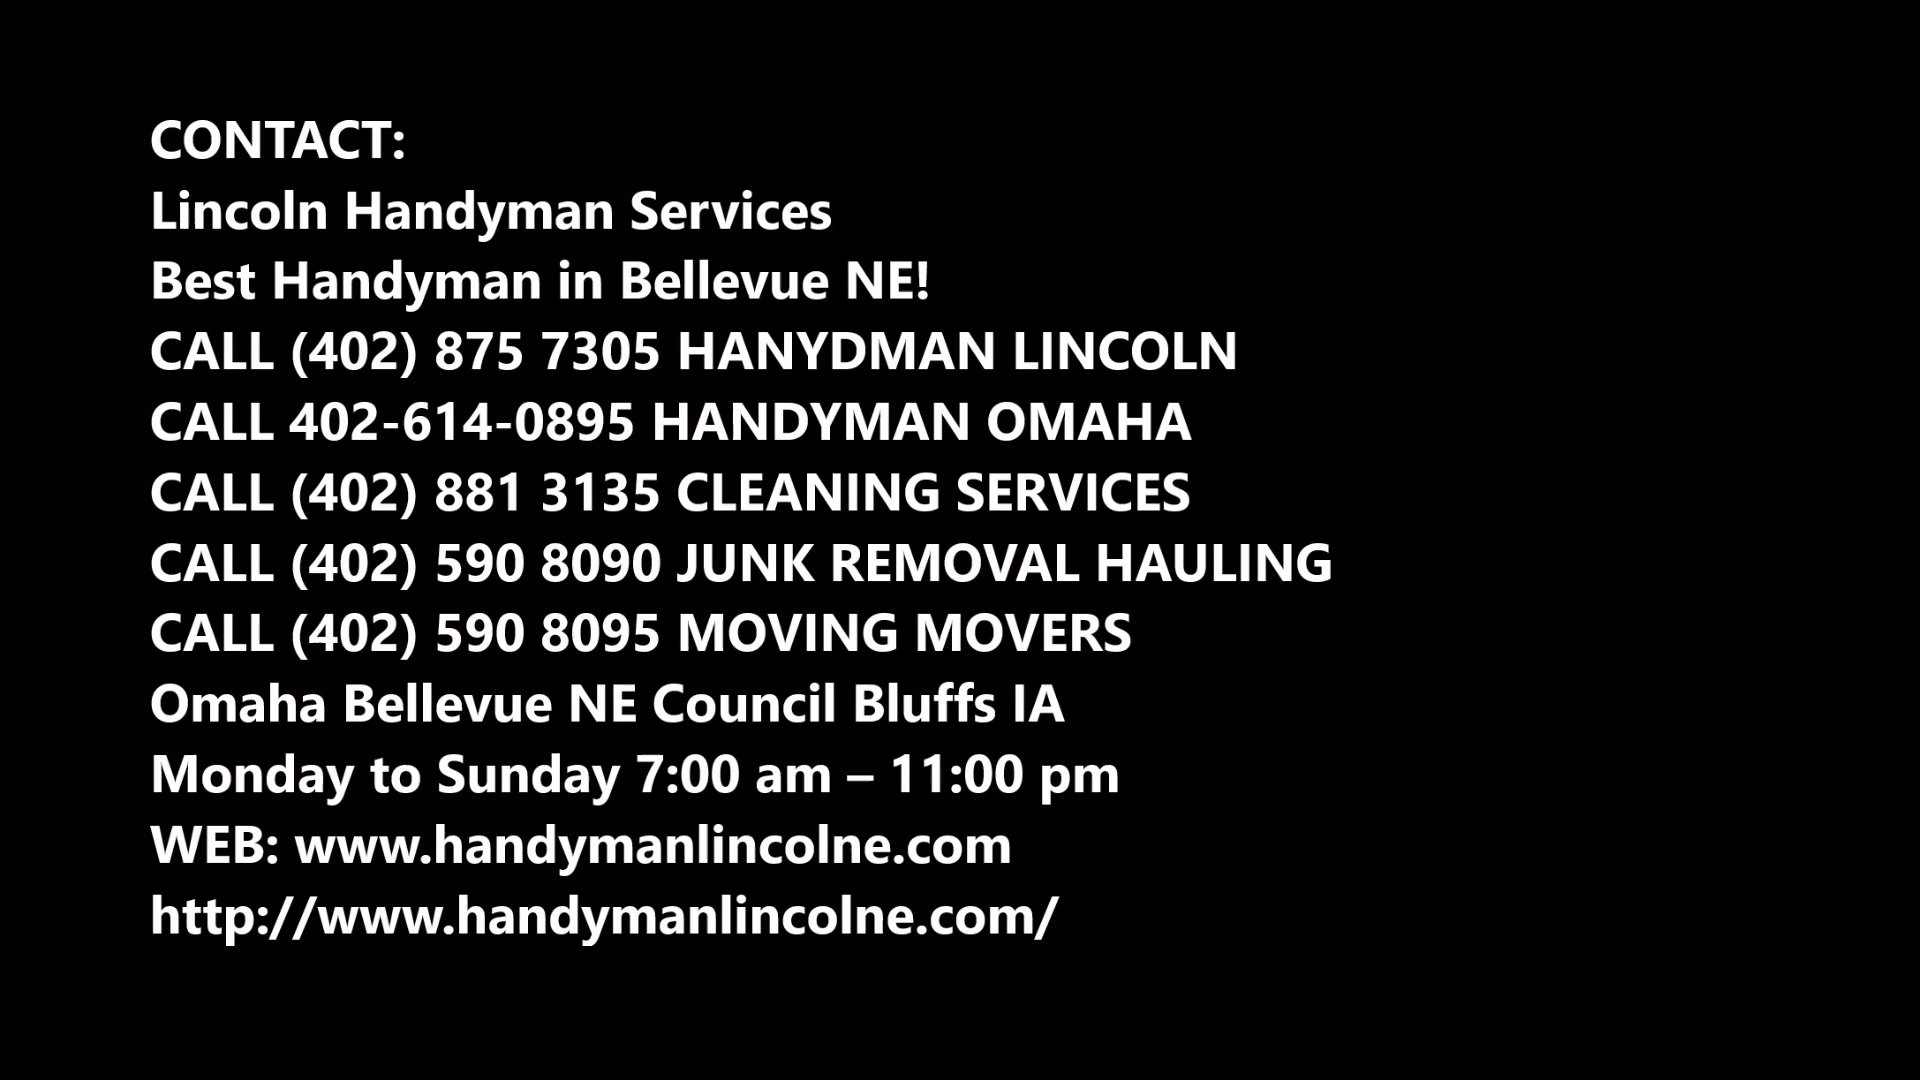 CONTACT:
Lincoln Handyman Services
Best Handyman in Bellevue NE!
CALL (402) 875 7305 HANYDMAN LINCOLN
CALL 402-614-0895 HANDYMAN OMAHA
CALL (402) 881 3135 CLEANING SERVICES
CALL (402) 590 8090 JUNK REMOVAL HAULING
CALL (402) 590 8095 MOVING MOVERS
Omaha Bellevue NE Council Bluffs IA
Monday to Sunday 7:00 am – 11:00 pm
WEB: www.handymanlincolne.com
http://www.handymanlincolne.com/